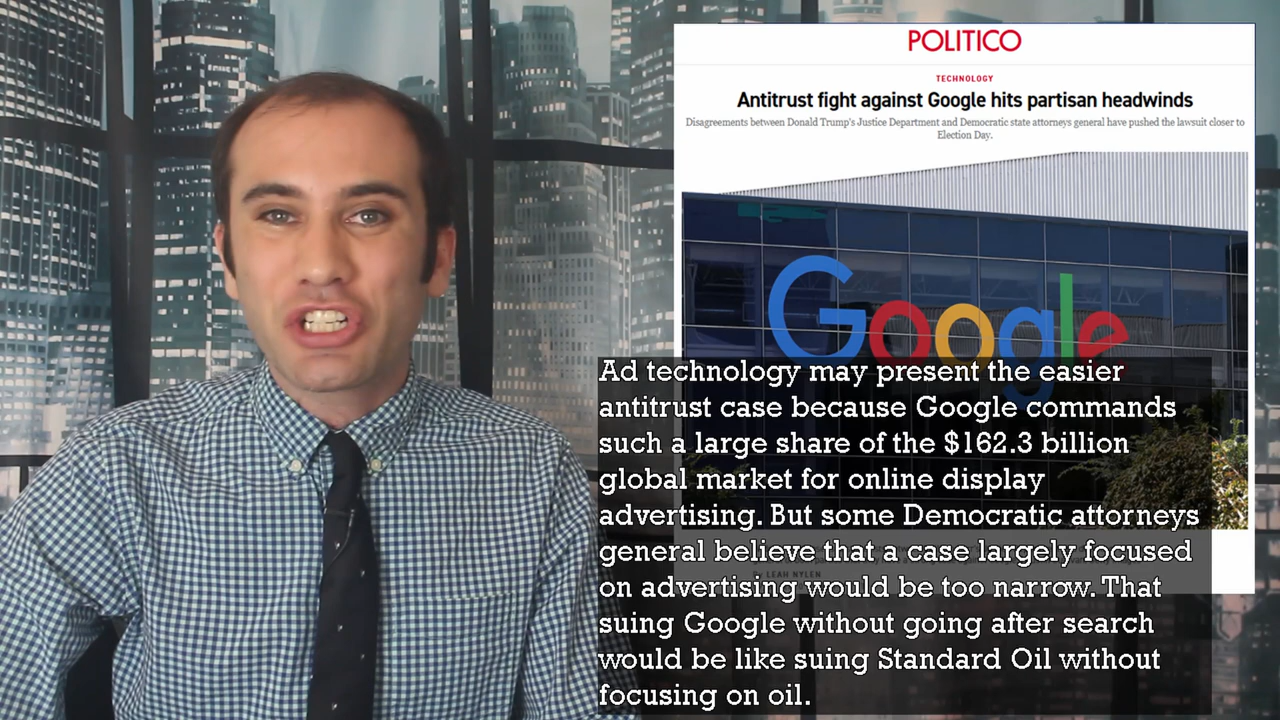 POLITICO
TECHNOLOGY
Antitrust fight against Google hits partisan headwinds
Disagreements between Donald Trump's Justice Department and Democratic state attorneys general have pushed the lawsuit closer to
Election Day.
Google
Ad technology may present the easier
antitrust case because Google commands
such a large share of the $162.3 billion
global market for online display
advertising. But some Democratic attorneys
general believe that a case largely focused
By LEAH NYLEN
on advertising would be too narrow. That
suing Google without going after search
would be like suing Standard Oil without
focusing on oil.